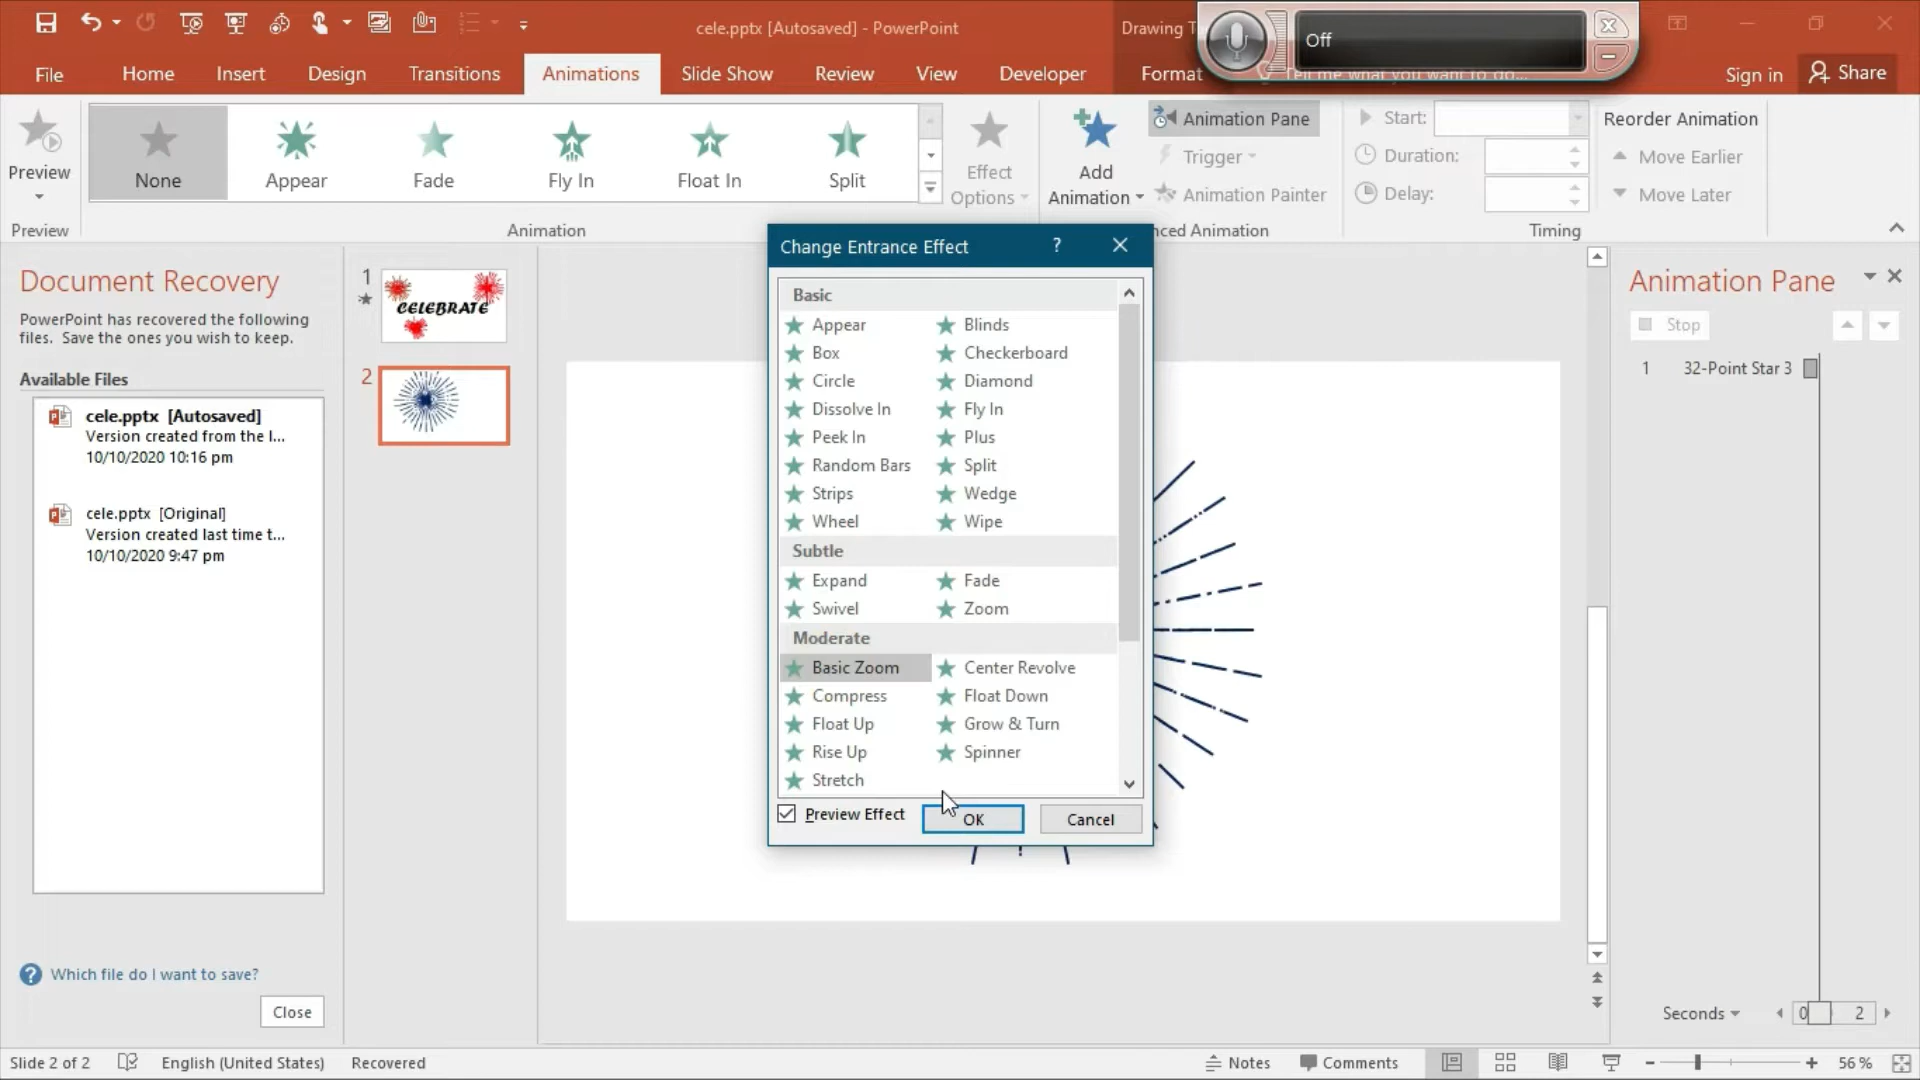 cele.pptx [Autosaved] - PowerPoint
Off
File
Home
Insert
Design
Transitions
Animations
Slide Show
Review
View
Developer
Format
Sign in
Share
Preview
None
Appear
Fade
Fly In
Float In
Split
Effect
Options
Add
Animation
Animation Pane
Trigger
Animation Painter
Start:
Duration:
Delay:
Reorder Animation
Move Earlier
Move Later
Preview
Animation
Timing
Document Recovery
PowerPoint has recovered the following
files. Save the ones you wish to keep.
Available Files
cele.pptx [Autosaved]
Version created from the l...
10/10/2020 10:16 pm
cele.pptx [Original]
Version created last time t...
10/10/2020 9:47 pm
Which file do I want to save?
Close
1
CELEBRATE
2
Change Entrance Effect
?
Basic
Appear
Blinds
Box
Checkerboard
Circle
Diamond
Dissolve In
Fly In
Peek In
Plus
Random Bars
Split
Strips
Wedge
Wheel
Wipe
Subtle
Expand
Fade
Swivel
Zoom
Moderate
Basic Zoom
Center Revolve
Compress
Float Down
Float Up
Grow & Turn
Rise Up
Spinner
Stretch
Preview Effect
OK
Cancel
Animation Pane
Stop
1 32-Point Star 3
Seconds
0
2
Slide 2 of 2
English (United States)
Recovered
Notes
Comments
56 %